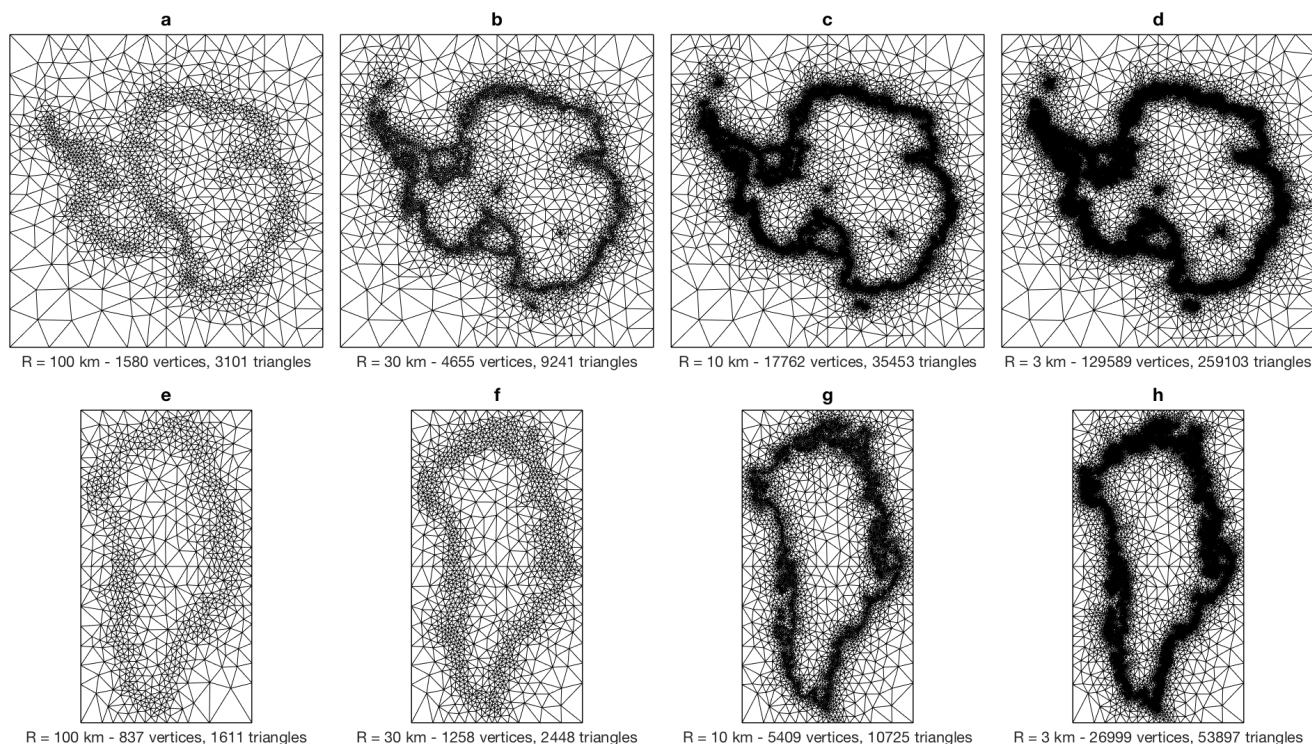 a
b
c
d
R = 100 km - 1580 vertices, 3101 triangles
R = 30 km - 4655 vertices, 9241 triangles
R = 10 km - 17762 vertices, 35453 triangles
R = 3 km - 129589 vertices, 259103 triangles
e
f
g
h
R = 100 km - 837 vertices, 1611 triangles
R = 30 km - 1258 vertices, 2448 triangles
R = 10 km - 5409 vertices, 10725 triangles
R = 3 km - 26999 vertices, 53897 triangles